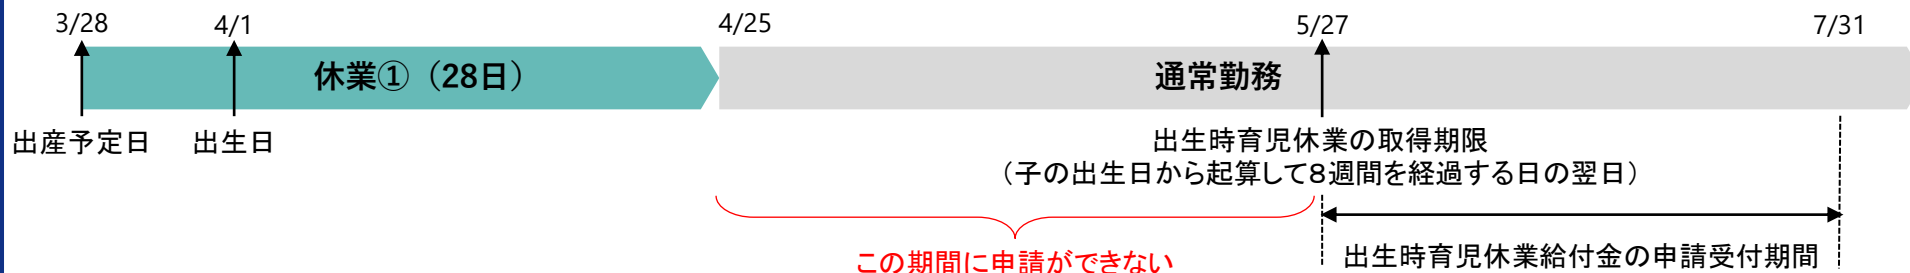 3/28
4/1
4/25
5/27
7/31
休業①（28日）
通常勤務
出産予定日
出生日
出生時育児休業の取得期限
（子の出生日から起算して８週間を経過する日の翌日）
この期間に申請ができない
出生時育児休業給付金の申請受付期間